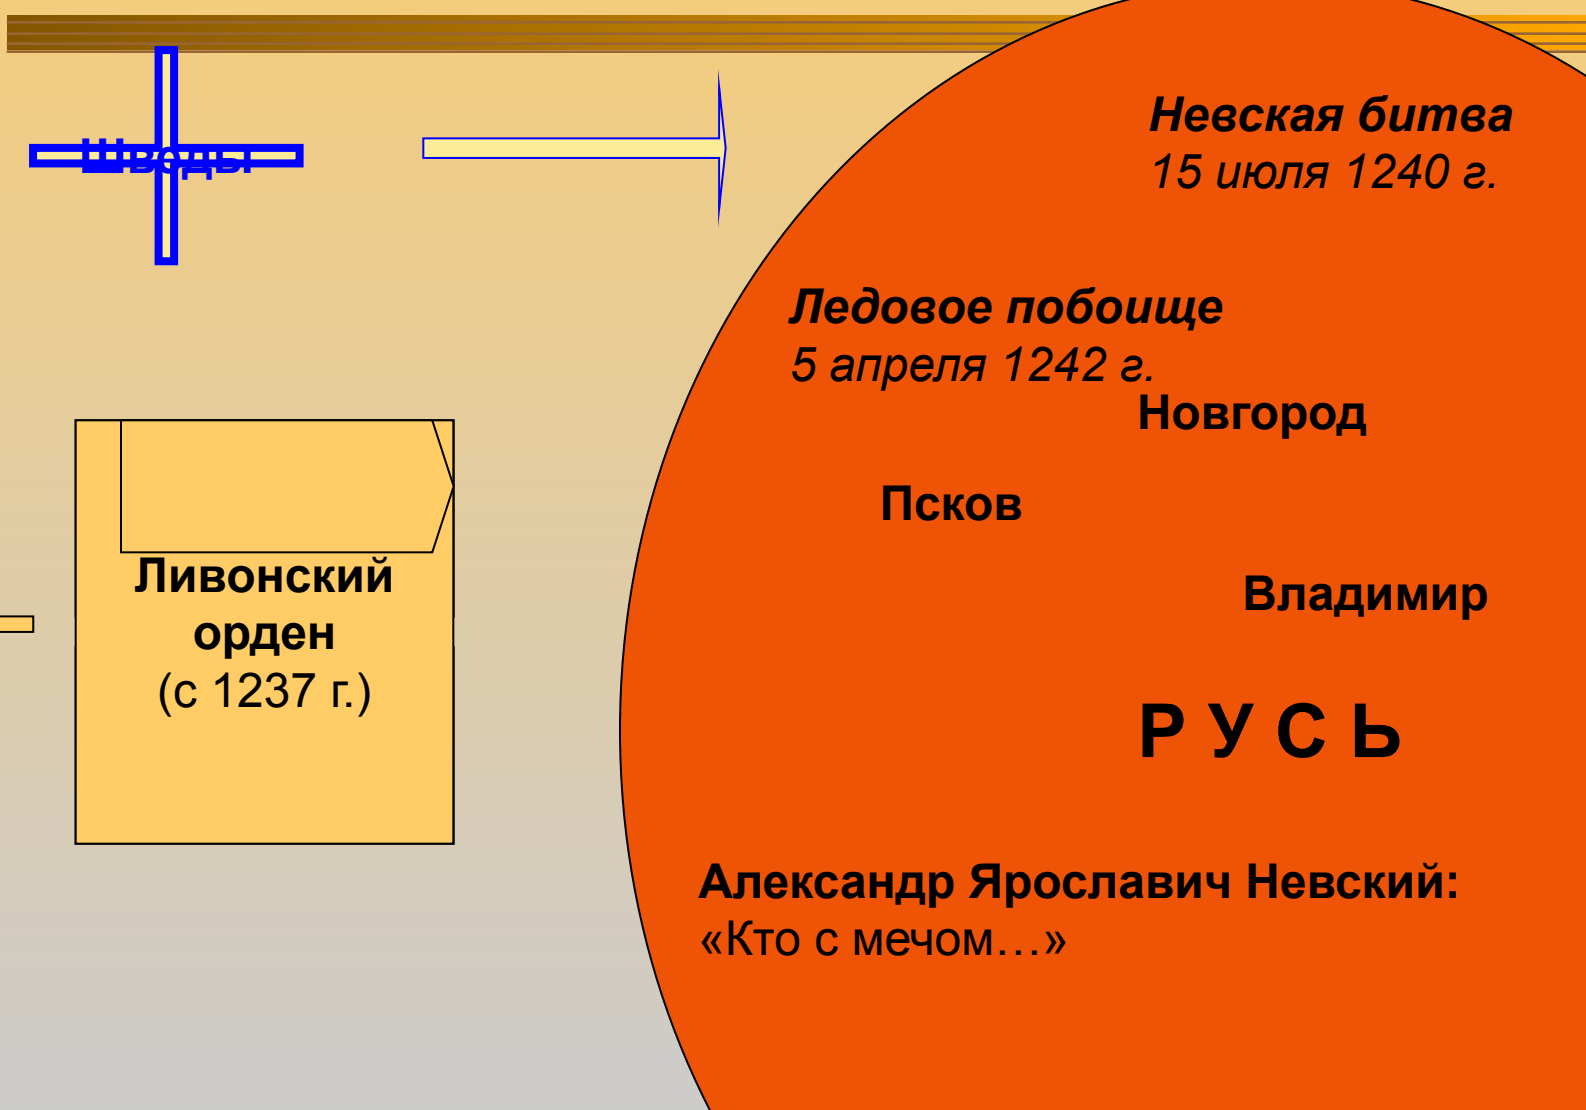 Шведы
Невская битва
15 июля 1240 г.
Ледовое побоище
5 апреля 1242 г.
Новгород
Псков
Ливонский
орден
(с 1237 г.)
Владимир
Р У С Ь
Александр Ярославич Невский:
«Кто с мечом…»